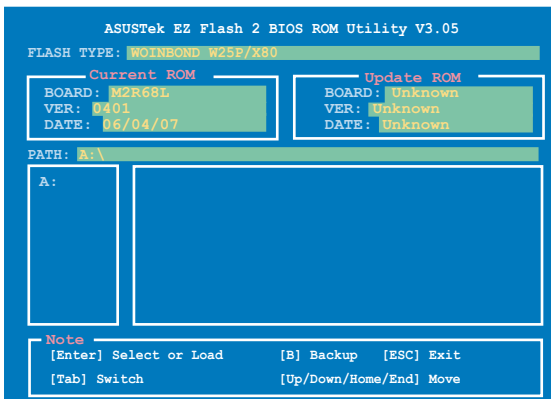 ASUSTek EZ Flash 2 BIOS ROM Utility V3.05
FLASH TYPE: WOINBOND W25P/X80
Current ROM
BOARD: M2R68L
VER: 0401
DATE: 06/04/07
Update ROM
BOARD: Unknown
VER: Unknown
DATE: Unknown
PATH: A:\
A:
Note
[Enter] Select or Load [B] Backup [ESC] Exit
[Tab] Switch [Up/Down/Home/End] Move